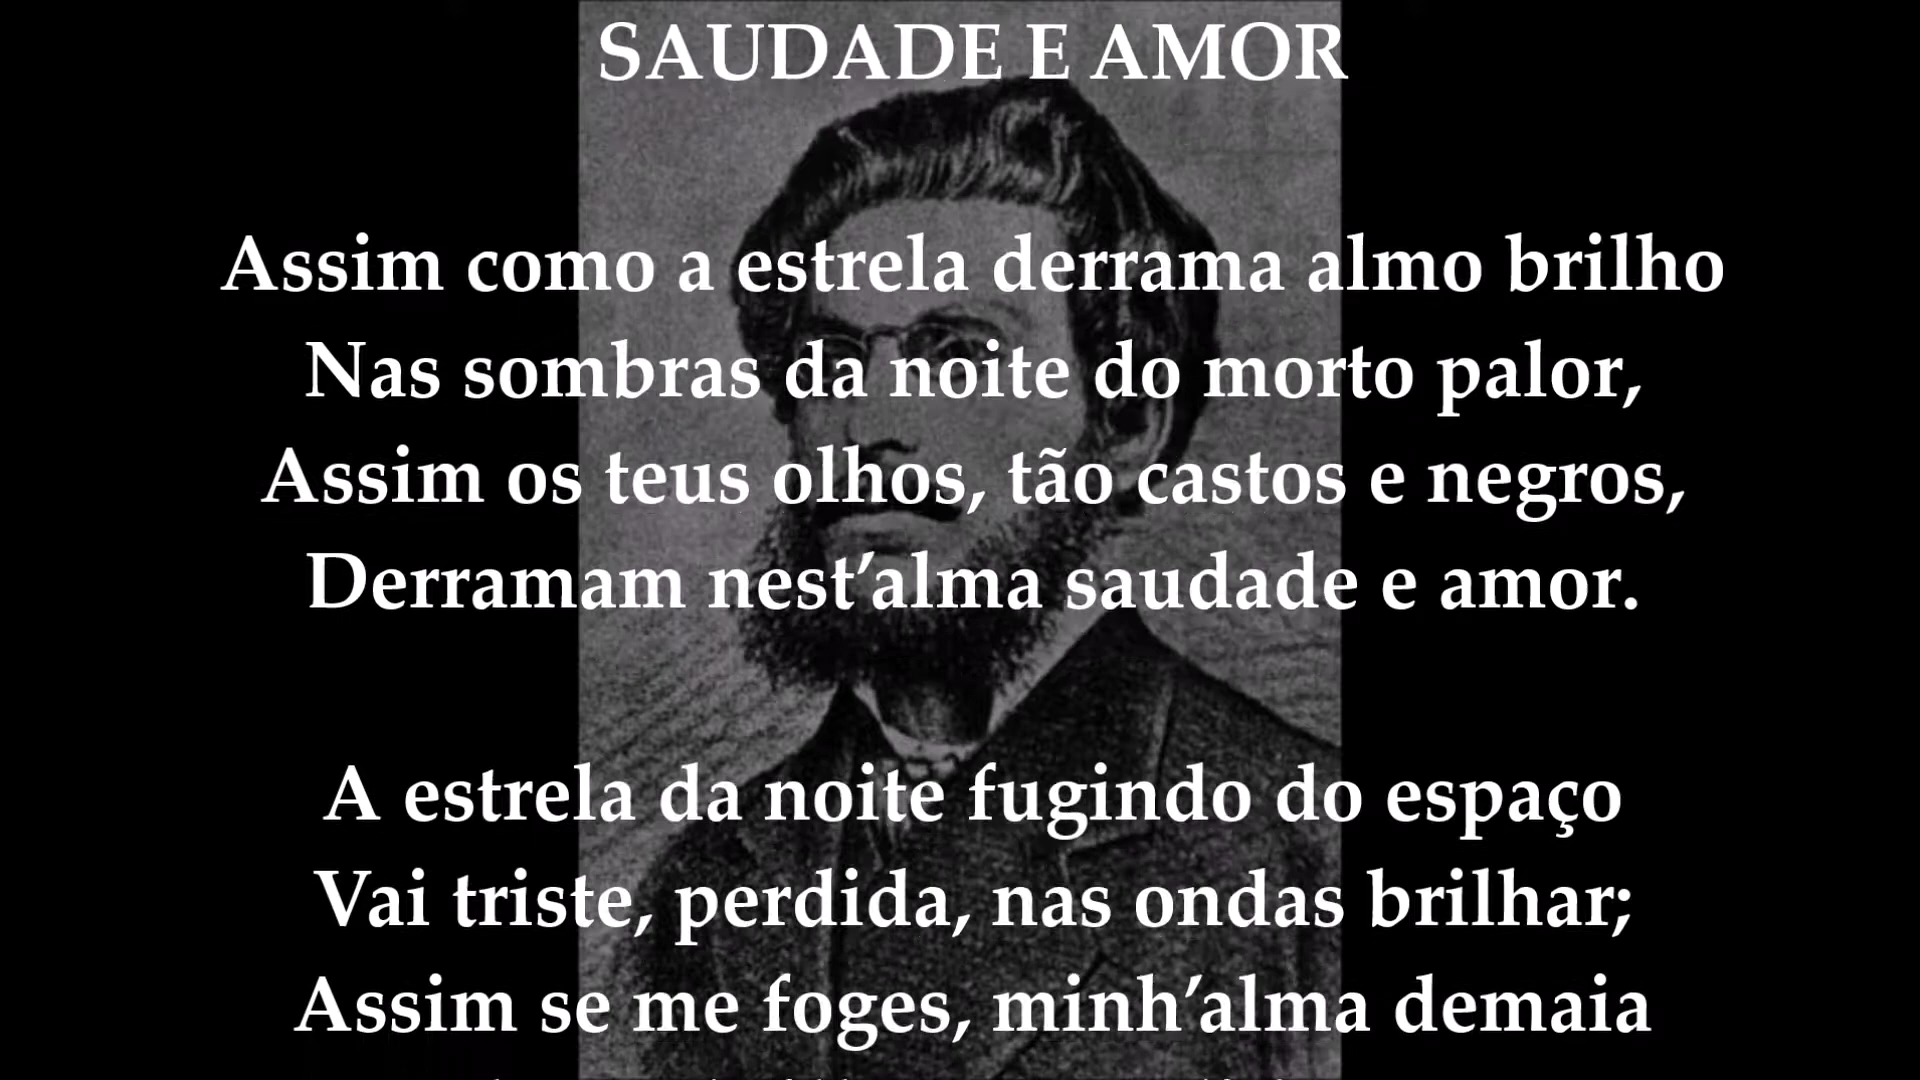 SAUDADE E AMOR
Assim como a estrela derrama almo brilho
Nas sombras da noite do morto palor,
Assim os teus olhos, tão castos e negros,
Derramam nest’alma saudade e amor.
A estrela da noite fugindo do espaço
Vai triste, perdida, nas ondas brilhar;
Assim se me foges, minh’alma demaia